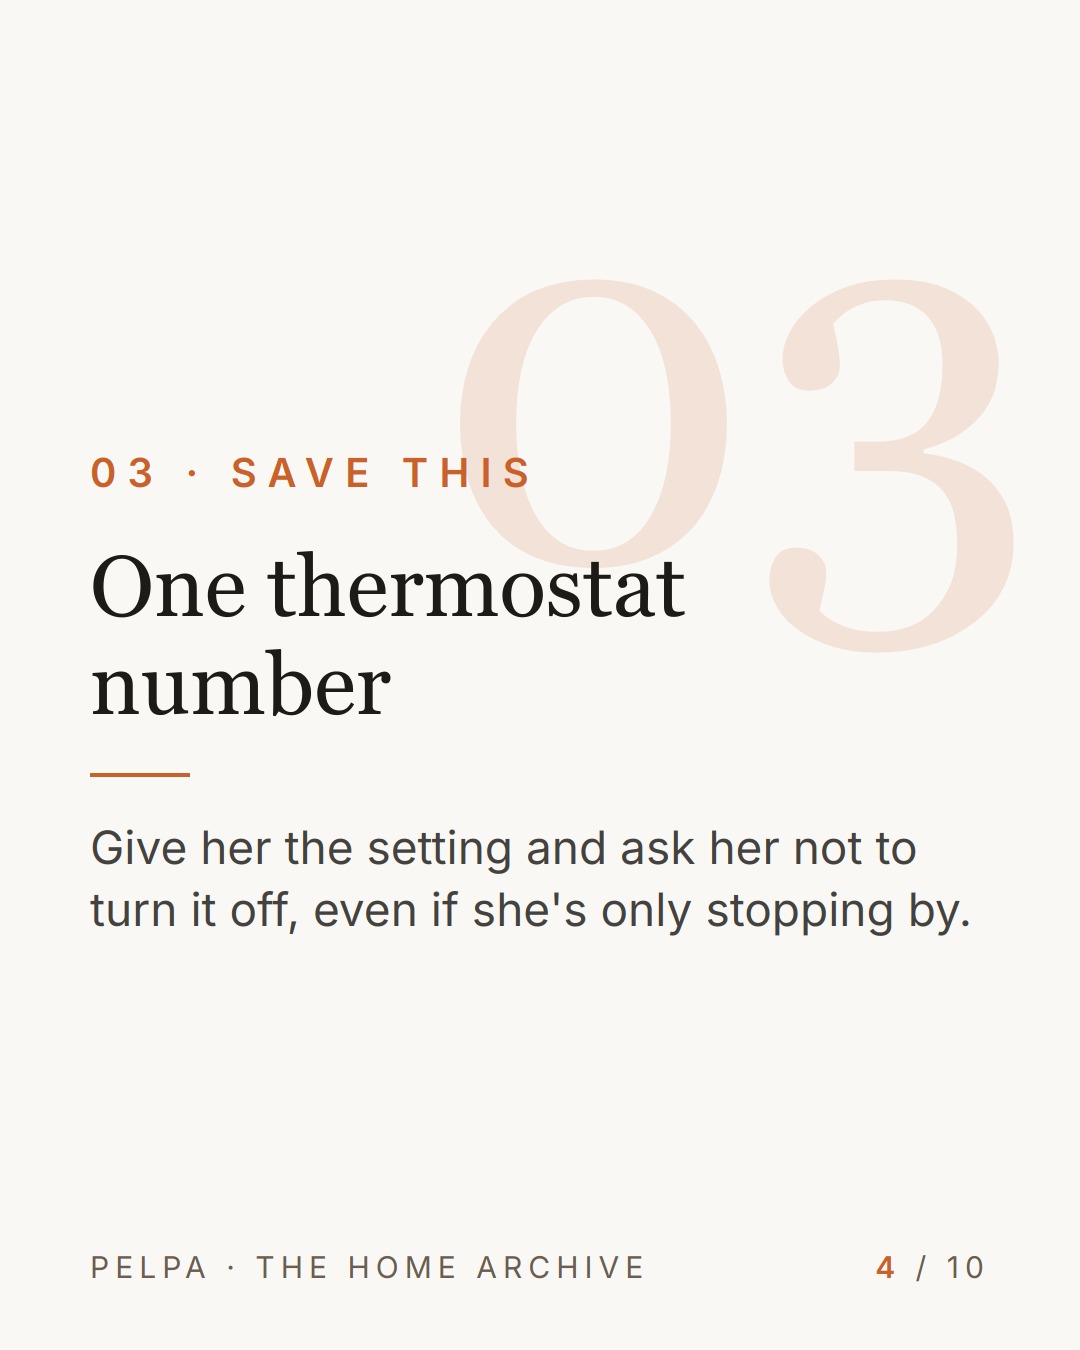 03
03 · SAVE THIS
One thermostat
number
Give her the setting and ask her not to
turn it off, even if she's only stopping by.
PELPA · THE HOME ARCHIVE
4 / 10